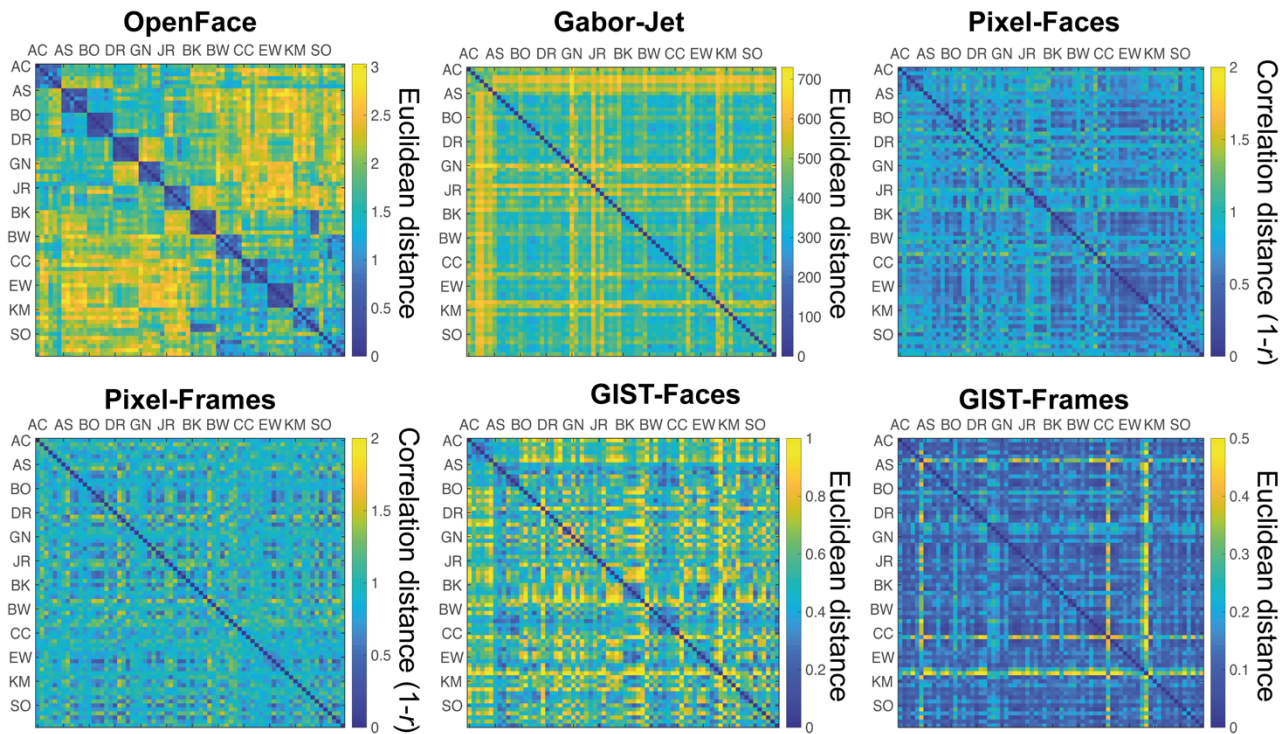 OpenFace
Gabor-Jet
Pixel-Faces
AC AS BO DR GN JR BK BW CC EW KM SO
AC AS BO DR GN JR BK BW CC EW KM SO
AC AS BO DR GN JR BK BW CC EW KM SO
AC
AS
BO
DR
GN
JR
BK
BW
CC
EW
KM
SO
3
2.5
2
1.5
1
0.5
0
Euclidean distance
AC
AS
BO
DR
GN
JR
BK
BW
CC
EW
KM
SO
700
600
500
400
300
200
100
0
Euclidean distance
AC
AS
BO
DR
GN
JR
BK
BW
CC
EW
KM
SO
2
1.5
1
0.5
0
Correlation distance (1-r)
Pixel-Frames
GIST-Faces
GIST-Frames
AC AS BO DR GN JR BK BW CC EW KM SO
AC AS BO DR GN JR BK BW CC EW KM SO
AC AS BO DR GN JR BK BW CC EW KM SO
AC
AS
BO
DR
GN
JR
BK
BW
CC
EW
KM
SO
2
1.5
1
0.5
0
Correlation distance (1-r)
AC
AS
BO
DR
GN
JR
BK
BW
CC
EW
KM
SO
1
0.8
0.6
0.4
0.2
0
Euclidean distance
AC
AS
BO
DR
GN
JR
BK
BW
CC
EW
KM
SO
0.5
0.4
0.3
0.2
0.1
0
Euclidean distance